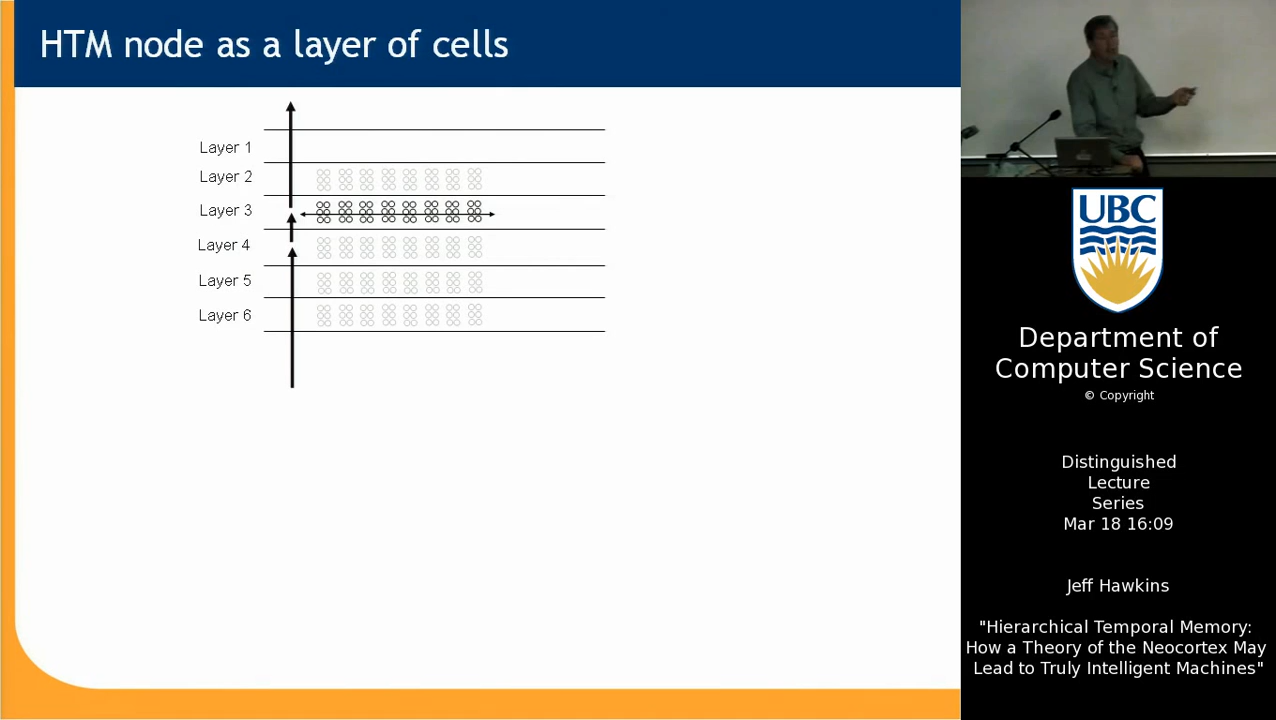 HTM node as a layer of cells
Layer 1
Layer 2
Layer 3
Layer 4
Layer 5
Layer 6
UBC
Department of
Computer Science
© Copyright
Distinguished
Lecture
Series
Mar 18 16:09
Jeff Hawkins
"Hierarchical Temporal Memory:
How a Theory of the Neocortex May
Lead to Truly Intelligent Machines"